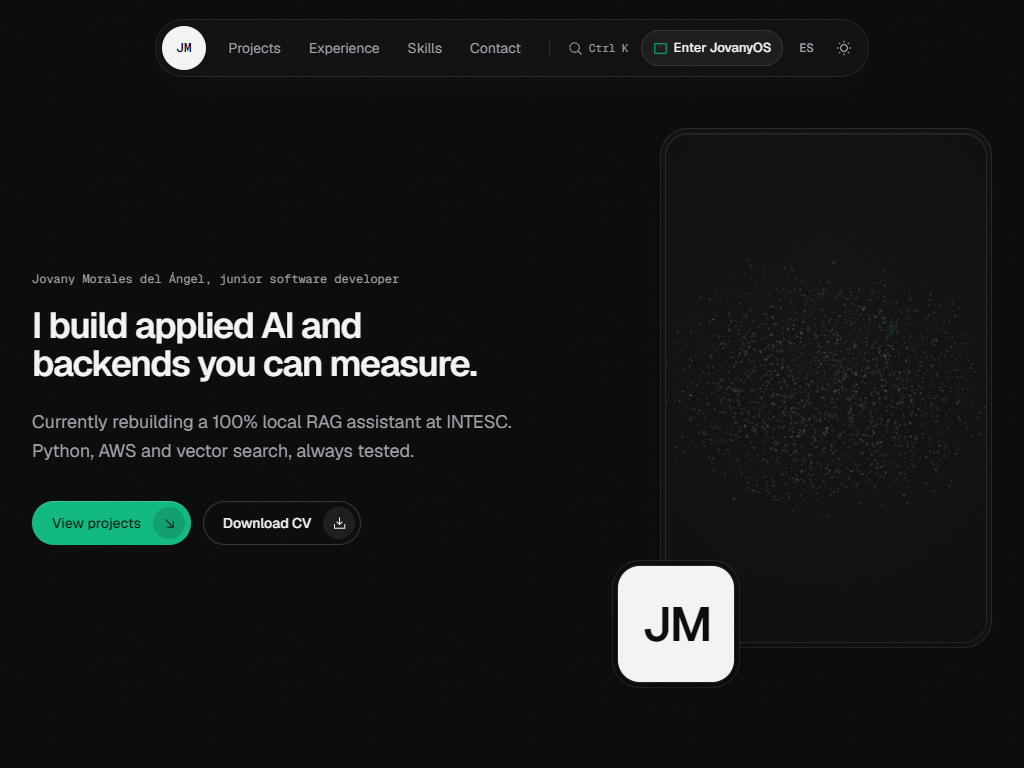 JM
Projects
Experience
Skills
Contact
Ctrl K
Enter JovanyOS
ES
Jovany Morales del Ángel, junior software developer
I build applied AI and
backends you can measure.
Currently rebuilding a 100% local RAG assistant at INTESC.
Python, AWS and vector search, always tested.
View projects
Download CV
JM